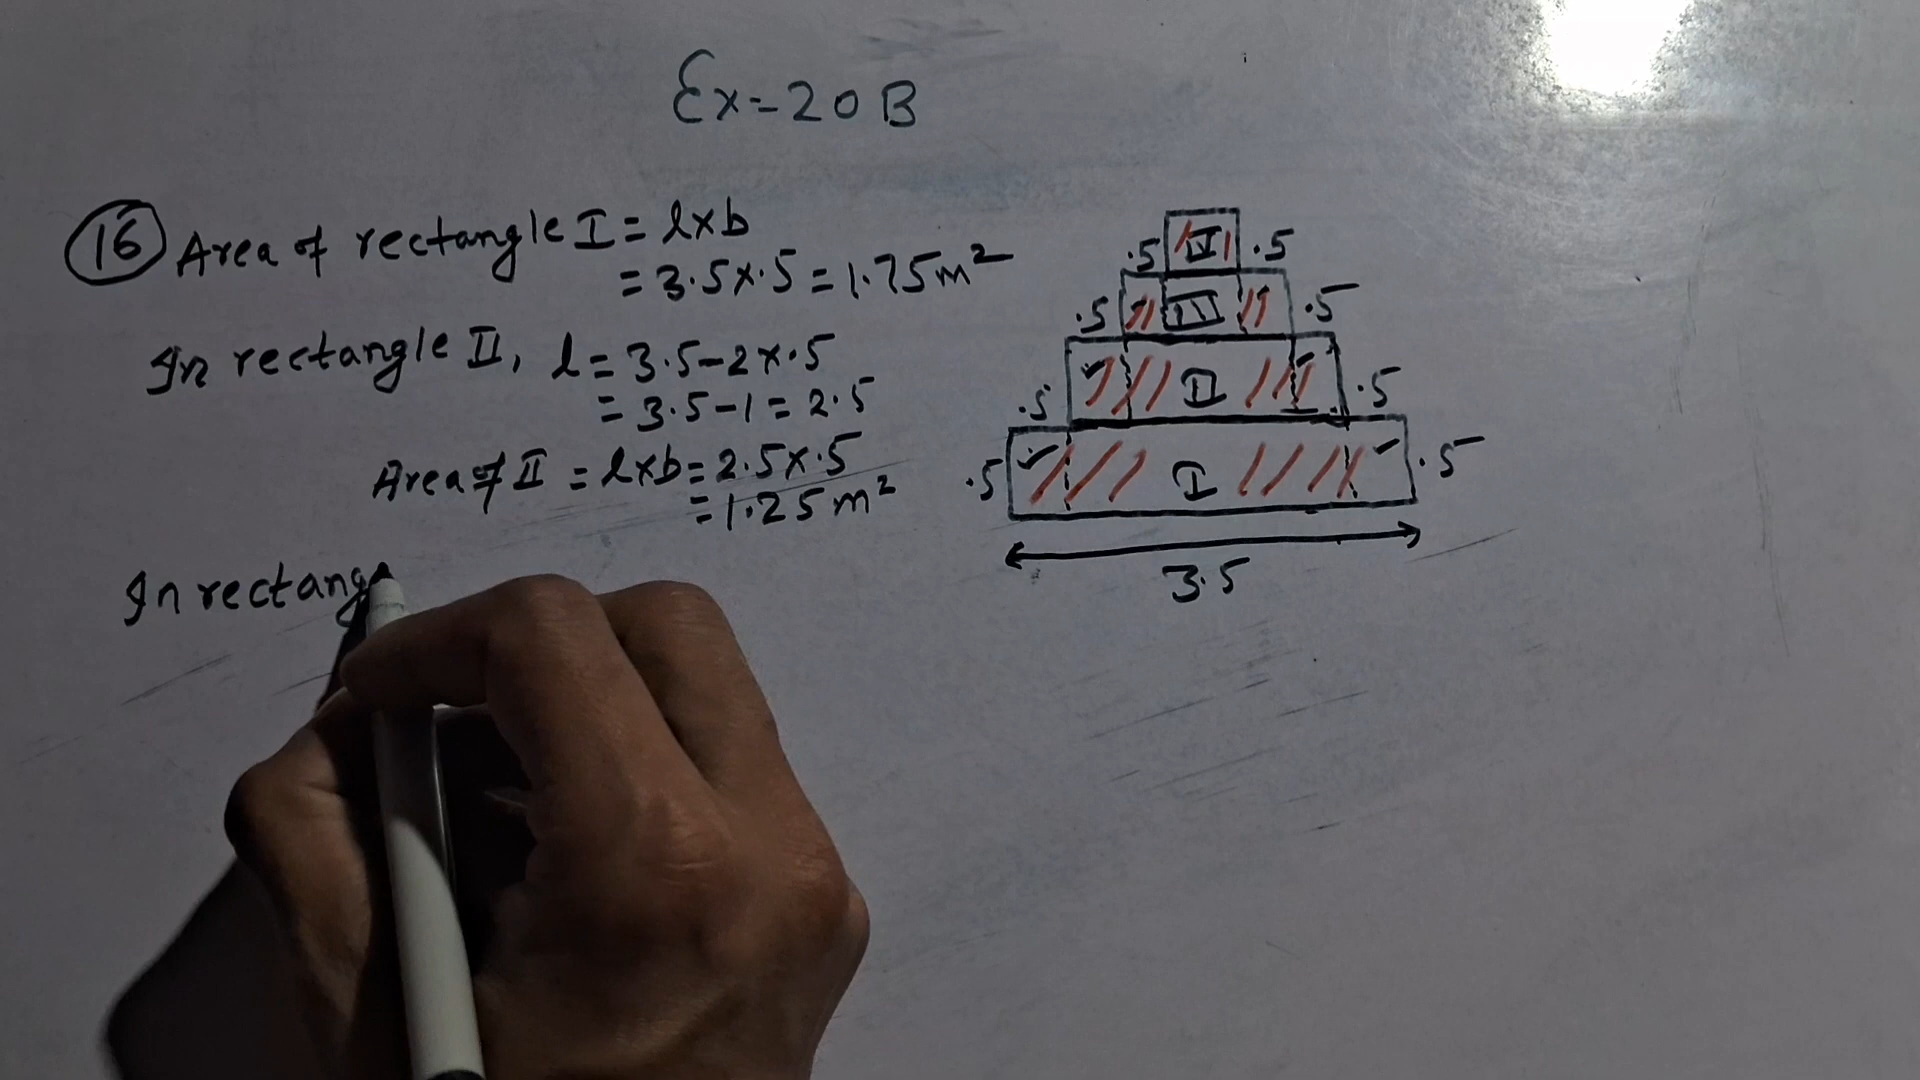 Ex-20B
16 Area of rectangle I = l×b
= 3.5×.5 = 1.75m²
In rectangle II, l = 3.5-2×.5
= 3.5-1 = 2.5
Area of II = l×b = 2.5×.5
= 1.25m²
In rectang
.5 IV .5
.5 III .5
.5 II .5
.5 I .5
3.5